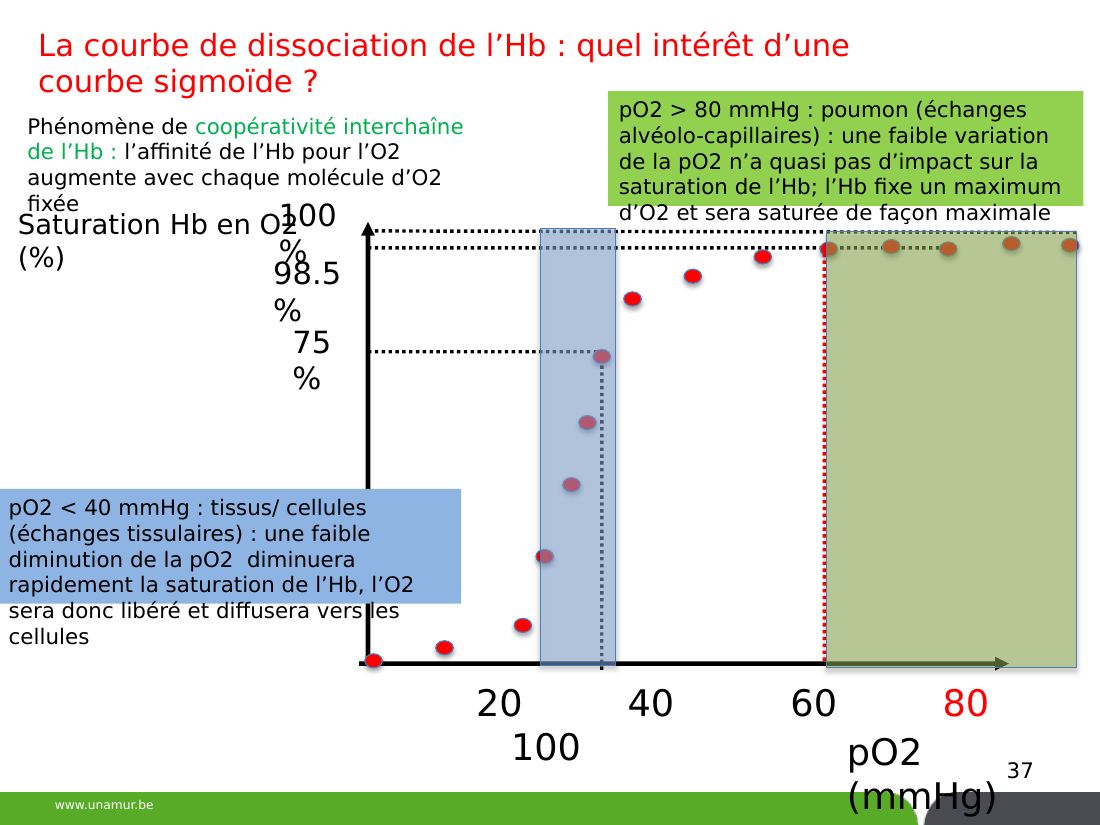 La courbe de dissociation de l’Hb : quel intérêt d’une
courbe sigmoïde ?
Phénomène de coopérativité interchaîne
de l’Hb : l’affinité de l’Hb pour l’O2
augmente avec chaque molécule d’O2
fixée
pO2 > 80 mmHg : poumon (échanges
alvéolo-capillaires) : une faible variation
de la pO2 n’a quasi pas d’impact sur la
saturation de l’Hb; l’Hb fixe un maximum
d’O2 et sera saturée de façon maximale
Saturation Hb en O2
(%)
100
%
98.5
%
75
%
pO2 < 40 mmHg : tissus/ cellules
(échanges tissulaires) : une faible
diminution de la pO2  diminuera
rapidement la saturation de l’Hb, l’O2
sera donc libéré et diffusera vers les
cellules
20 40 60 80
100
pO2
(mmHg)
37
www.unamur.be